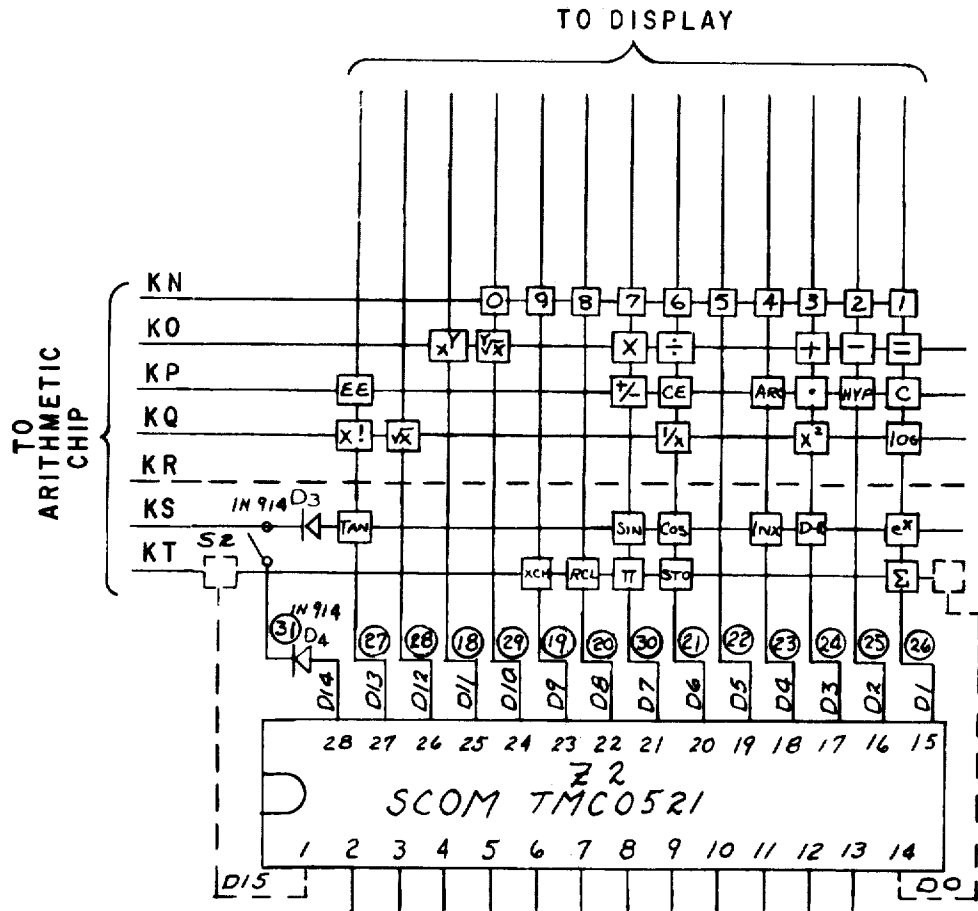 TO DISPLAY
TO ARITHMETIC CHIP
KN 0 9 8 7 6 5 4 3 2 1
KO x^Y ʸ√x X ÷ + − =
KP EE +/− CE ARC · HYP C
KQ X! √x 1/x x² log
KR
KS 1N 914 D3 TAN SIN COS lNX D-R e^x
KT S2 XCH RCL π STO Σ
31 1N 914 D4 27 28 18 29 19 20 30 21 22 23 24 25 26
D14 D13 D12 D11 D10 D9 D8 D7 D6 D5 D4 D3 D2 D1
28 27 26 25 24 23 22 21 20 19 18 17 16 15
Z2
SCOM TMC0521
1 2 3 4 5 6 7 8 9 10 11 12 13 14
D15 D0